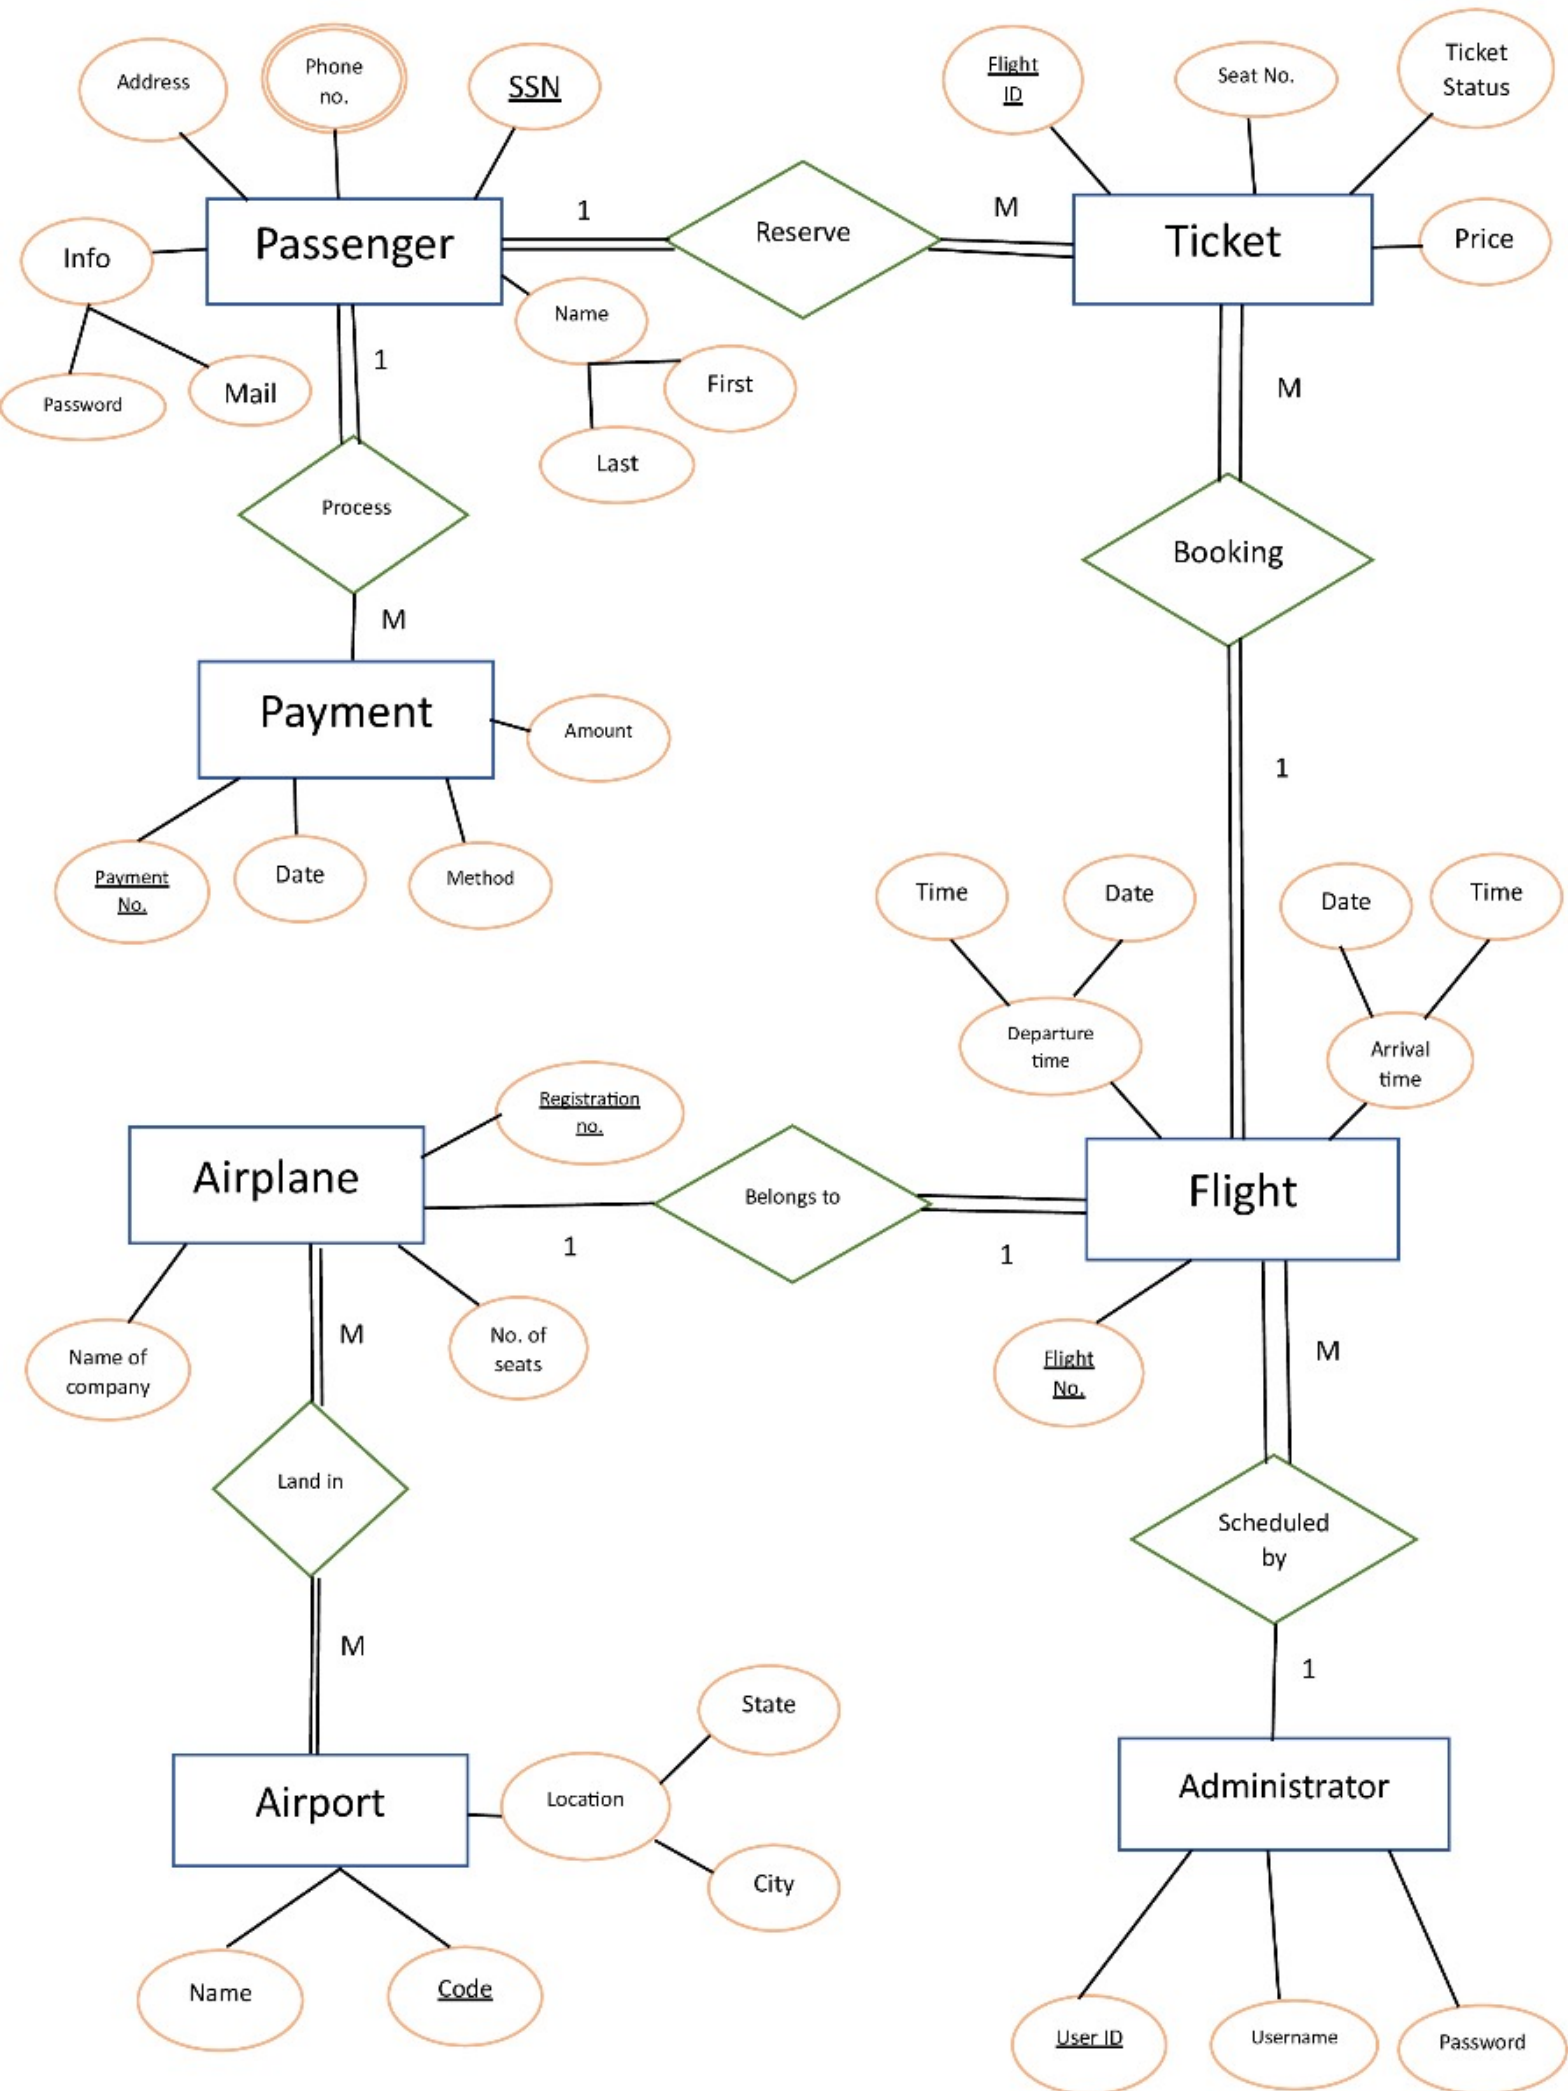 Address
Phone
no.
SSN
Flight
ID
Seat No.
Ticket
Status
Info
Passenger
1
Reserve
M
Ticket
Price
Name
Password
Mail
1
First
Last
M
Process
Booking
M
Payment
Amount
1
Payment
No.
Date
Method
Time
Date
Date
Time
Departure
time
Arrival
time
Registration
no.
Airplane
Belongs to
Flight
1
1
Name of
company
M
No. of
seats
Flight
No.
M
Land in
Scheduled
by
M
1
State
Airport
Location
City
Administrator
Name
Code
User ID
Username
Password